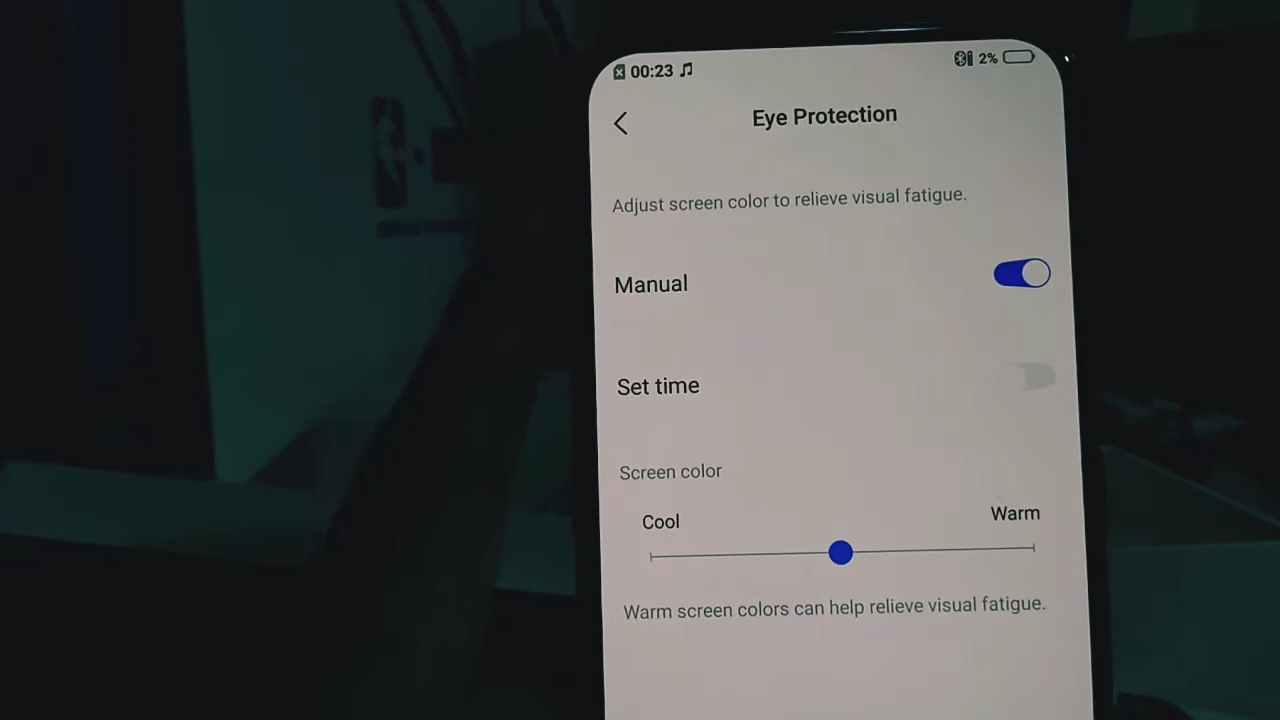 00:23
2%
Eye Protection
Adjust screen color to relieve visual fatigue.
Manual
Set time
Screen color
Cool
Warm
Warm screen colors can help relieve visual fatigue.